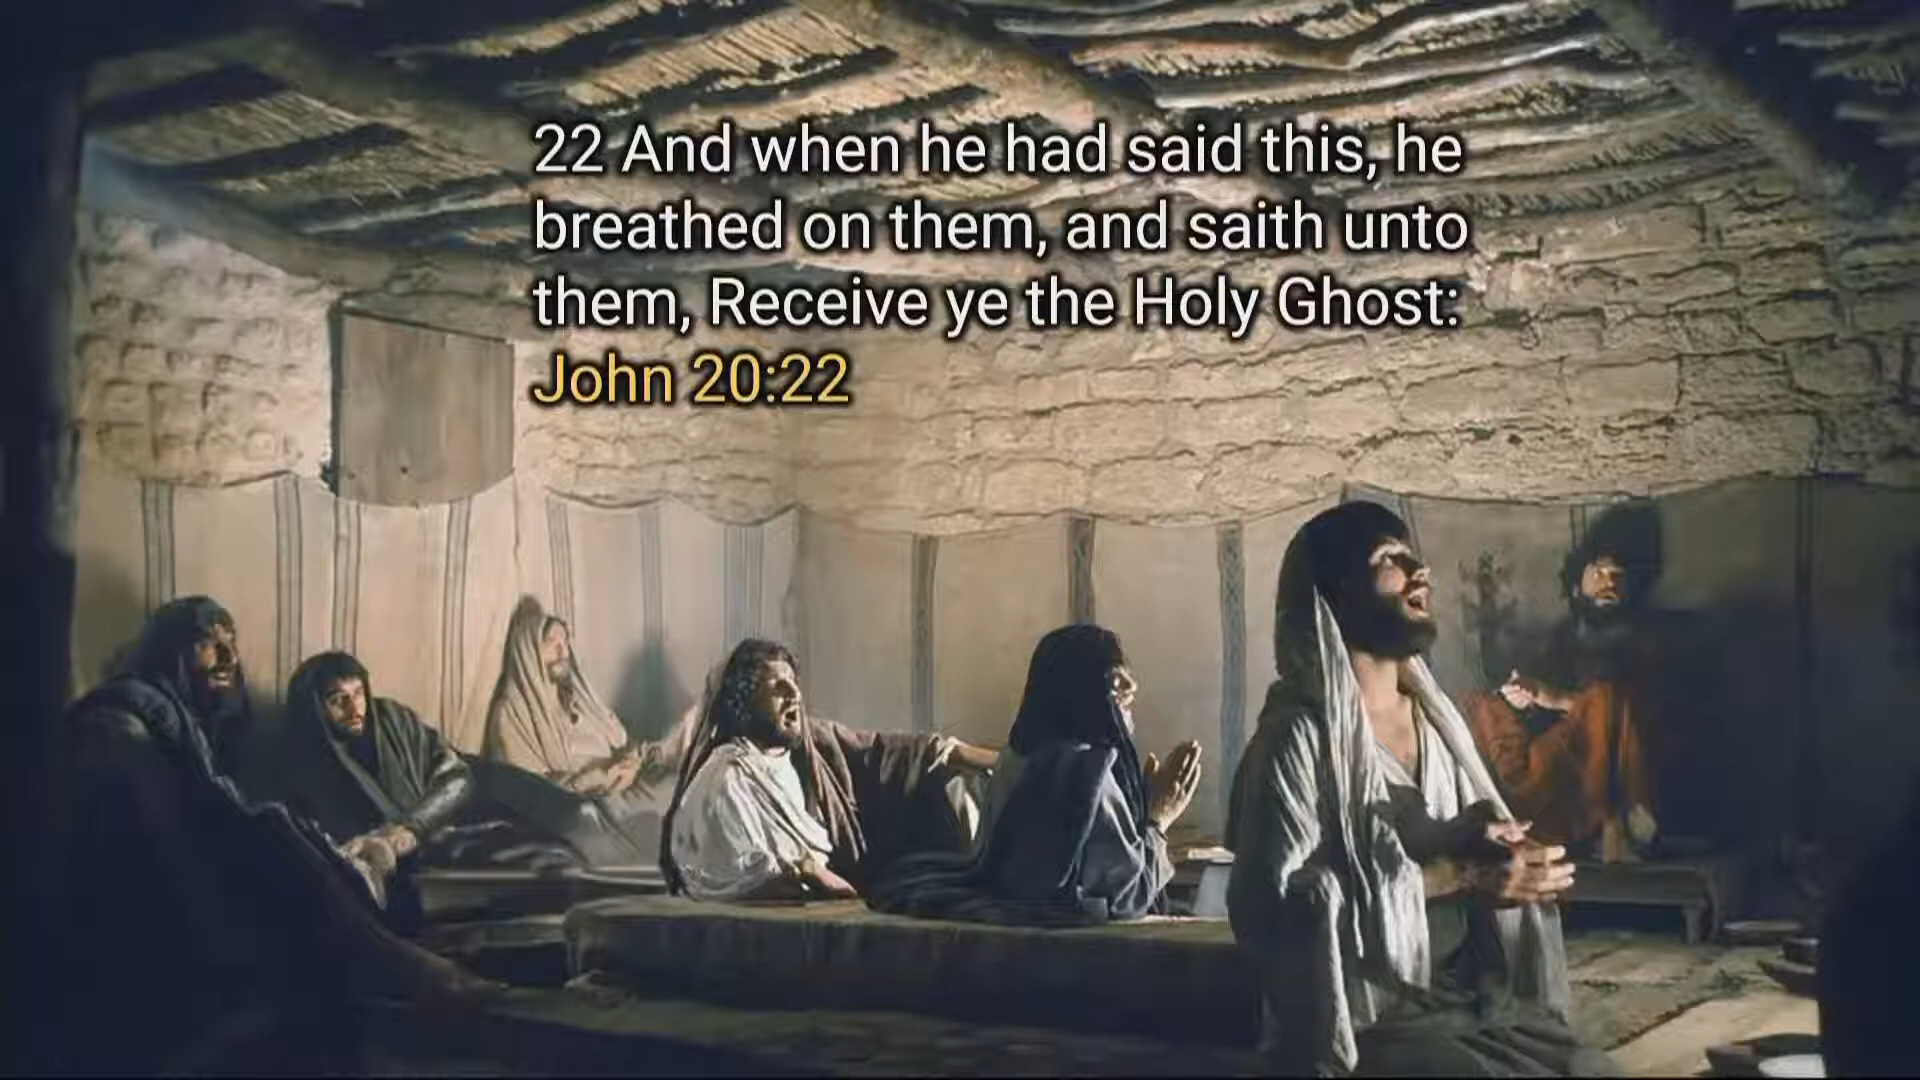 22 And when he had said this, he
breathed on them, and saith unto
them, Receive ye the Holy Ghost:
John 20:22